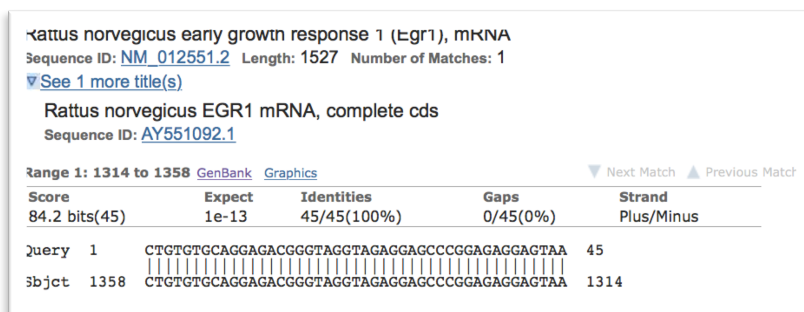 Rattus norvegicus early growth response 1 (Egr1), mRNA
Sequence ID: NM_012551.2 Length: 1527 Number of Matches: 1
See 1 more title(s)
Rattus norvegicus EGR1 mRNA, complete cds
Sequence ID: AY551092.1
Range 1: 1314 to 1358 GenBank Graphics Next Match Previous Match
Score Expect Identities Gaps Strand
84.2 bits(45) 1e-13 45/45(100%) 0/45(0%) Plus/Minus
Query 1 CTGTGTGCAGGAGACGGGTAGGTAGAGGAGCCCGGAGAGGAGTAA 45
Sbjct 1358 CTGTGTGCAGGAGACGGGTAGGTAGAGGAGCCCGGAGAGGAGTAA 1314